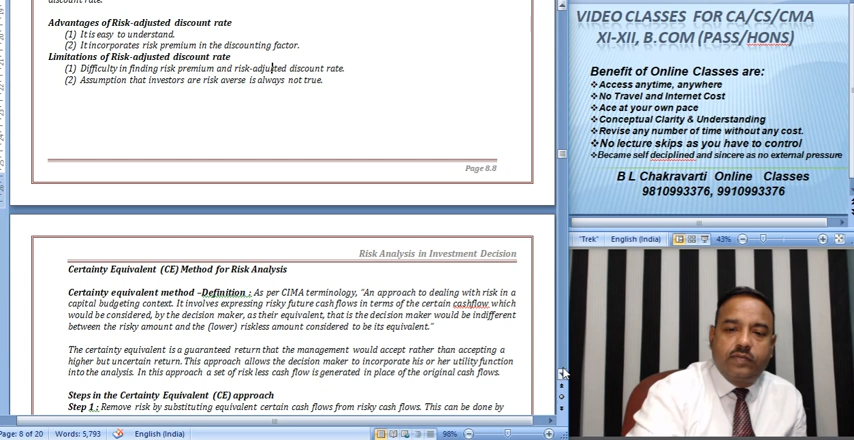 discount rate.
Advantages of Risk-adjusted discount rate
(1) It is easy to understand.
(2) It incorporates risk premium in the discounting factor.
Limitations of Risk-adjusted discount rate
(1) Difficulty in finding risk premium and risk-adjusted discount rate.
(2) Assumption that investors are risk averse is always not true.
Page 8.8
Risk Analysis in Investment Decision
Certainty Equivalent (CE) Method for Risk Analysis
Certainty equivalent method –Definition : As per CIMA terminology, "An approach to dealing with risk in a
capital budgeting context. It involves expressing risky future cash flows in terms of the certain cashflow which
would be considered, by the decision maker, as their equivalent, that is the decision maker would be indifferent
between the risky amount and the (lower) riskless amount considered to be its equivalent."
The certainty equivalent is a guaranteed return that the management would accept rather than accepting a
higher but uncertain return. This approach allows the decision maker to incorporate his or her utility function
into the analysis. In this approach a set of risk less cash flow is generated in place of the original cash flows.
Steps in the Certainty Equivalent (CE) approach
Step 1 : Remove risk by substituting equivalent certain cash flows from risky cash flows. This can be done by
Page: 8 of 20
Words: 5,793
English (India)
98%
VIDEO CLASSES FOR CA/CS/CMA
XI-XII, B.COM (PASS/HONS)
Benefit of Online Classes are:
❖Access anytime, anywhere
❖No Travel and Internet Cost
❖Ace at your own pace
❖Conceptual Clarity & Understanding
❖Revise any number of time without any cost.
❖No lecture skips as you have to control
❖Became self deciplined and sincere as no external pressure
B L Chakravarti Online Classes
9810993376, 9910993376
"Trek"
English (India)
43%